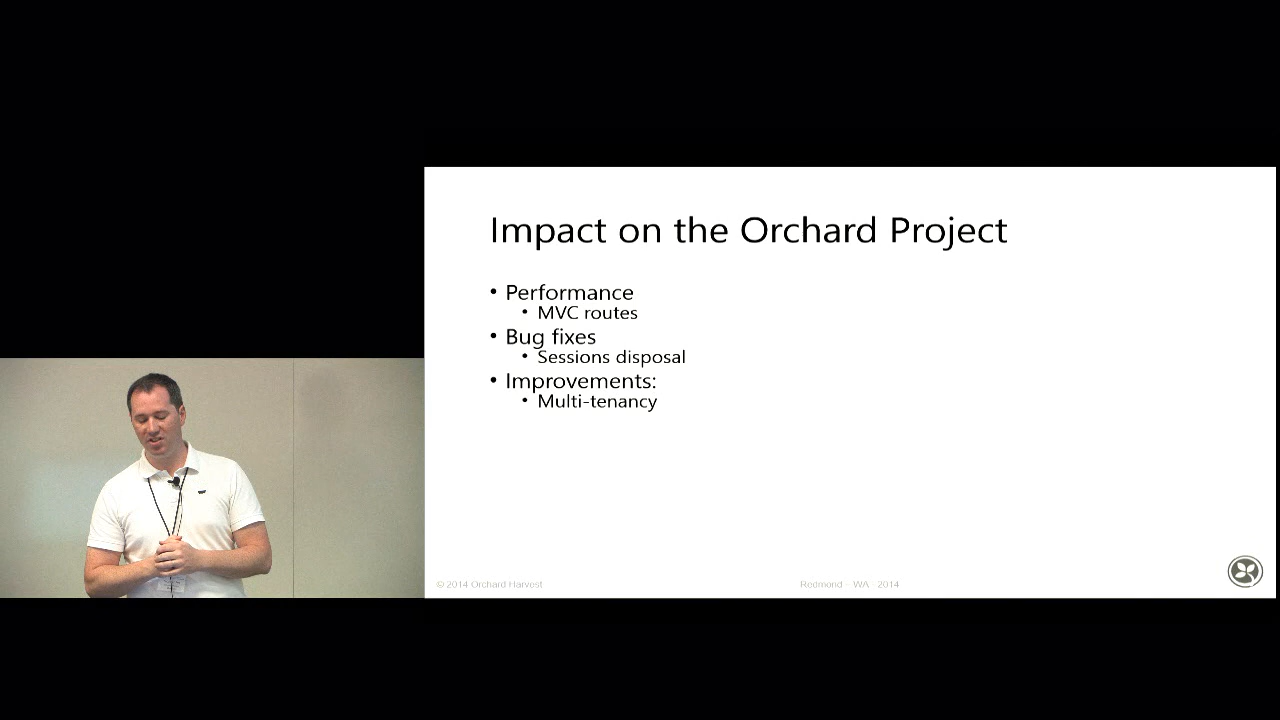 Impact on the Orchard Project
• Performance
• MVC routes
• Bug fixes
• Sessions disposal
• Improvements:
• Multi-tenancy
© 2014 Orchard Harvest
Redmond - WA - 2014